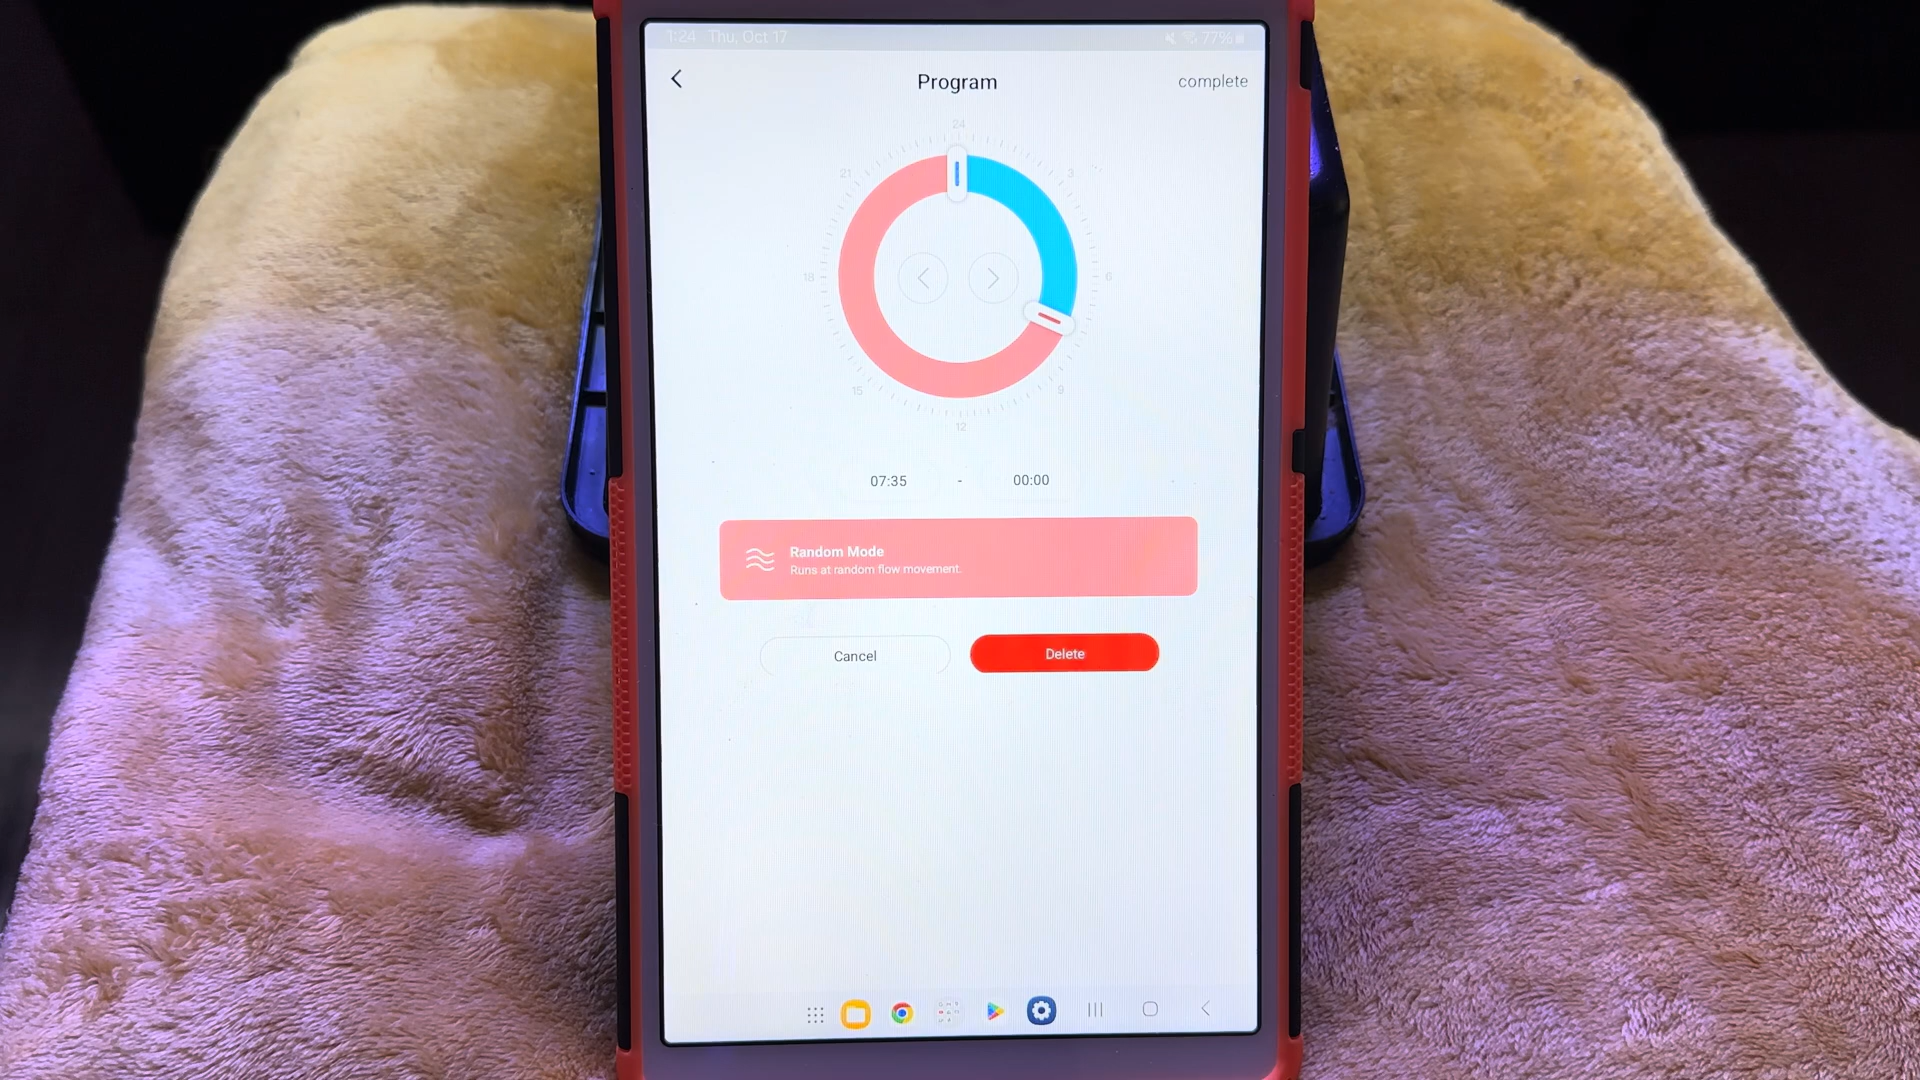 1:24 Thu, Oct 17 77%
Program
complete
24
21
3
18
6
15
9
12
07:35 - 00:00
Random Mode
Runs at random flow movement.
Cancel
Delete